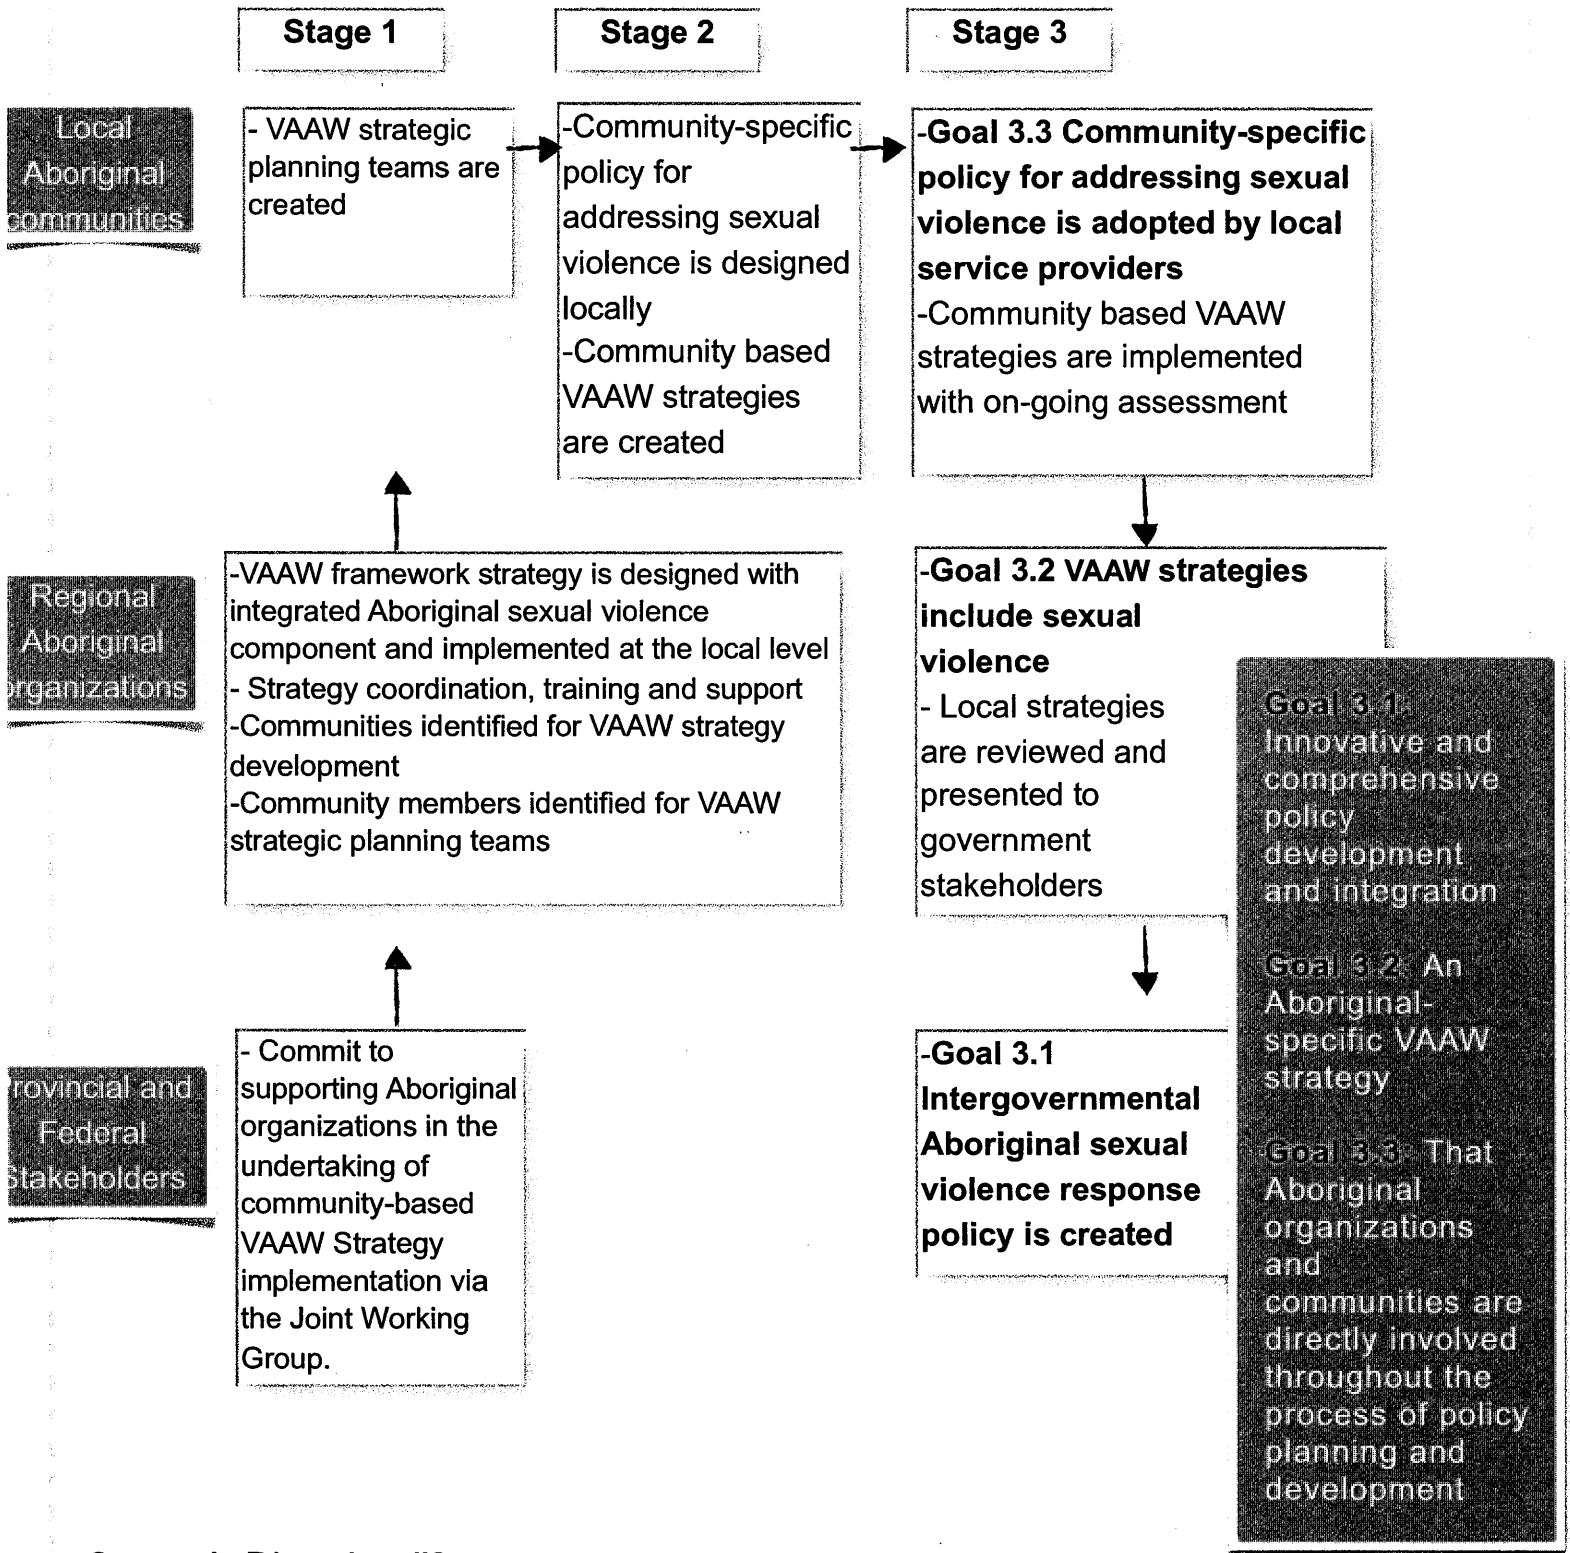 Stage 1
Stage 2
Stage 3
Local
Aboriginal
communities
- VAAW strategic
planning teams are
created
-Community-specific
policy for
addressing sexual
violence is designed
locally
-Community based
VAAW strategies
are created
-Goal 3.3 Community-specific
policy for addressing sexual
violence is adopted by local
service providers
-Community based VAAW
strategies are implemented
with on-going assessment
Regional
Aboriginal
organizations
-VAAW framework strategy is designed with
integrated Aboriginal sexual violence
component and implemented at the local level
- Strategy coordination, training and support
-Communities identified for VAAW strategy
development
-Community members identified for VAAW
strategic planning teams
-Goal 3.2 VAAW strategies
include sexual
violence
- Local strategies
are reviewed and
presented to
government
stakeholders
rovincial and
Federal
Stakeholders
- Commit to
supporting Aboriginal
organizations in the
undertaking of
community-based
VAAW Strategy
implementation via
the Joint Working
Group.
-Goal 3.1
Intergovernmental
Aboriginal sexual
violence response
policy is created
Goal 3.1:
Innovative and
comprehensive
policy
development
and integration
Goal 3.2: An
Aboriginal-
specific VAAW
strategy
Goal 3.3: That
Aboriginal
organizations
and
communities are
directly involved
throughout the
process of policy
planning and
development